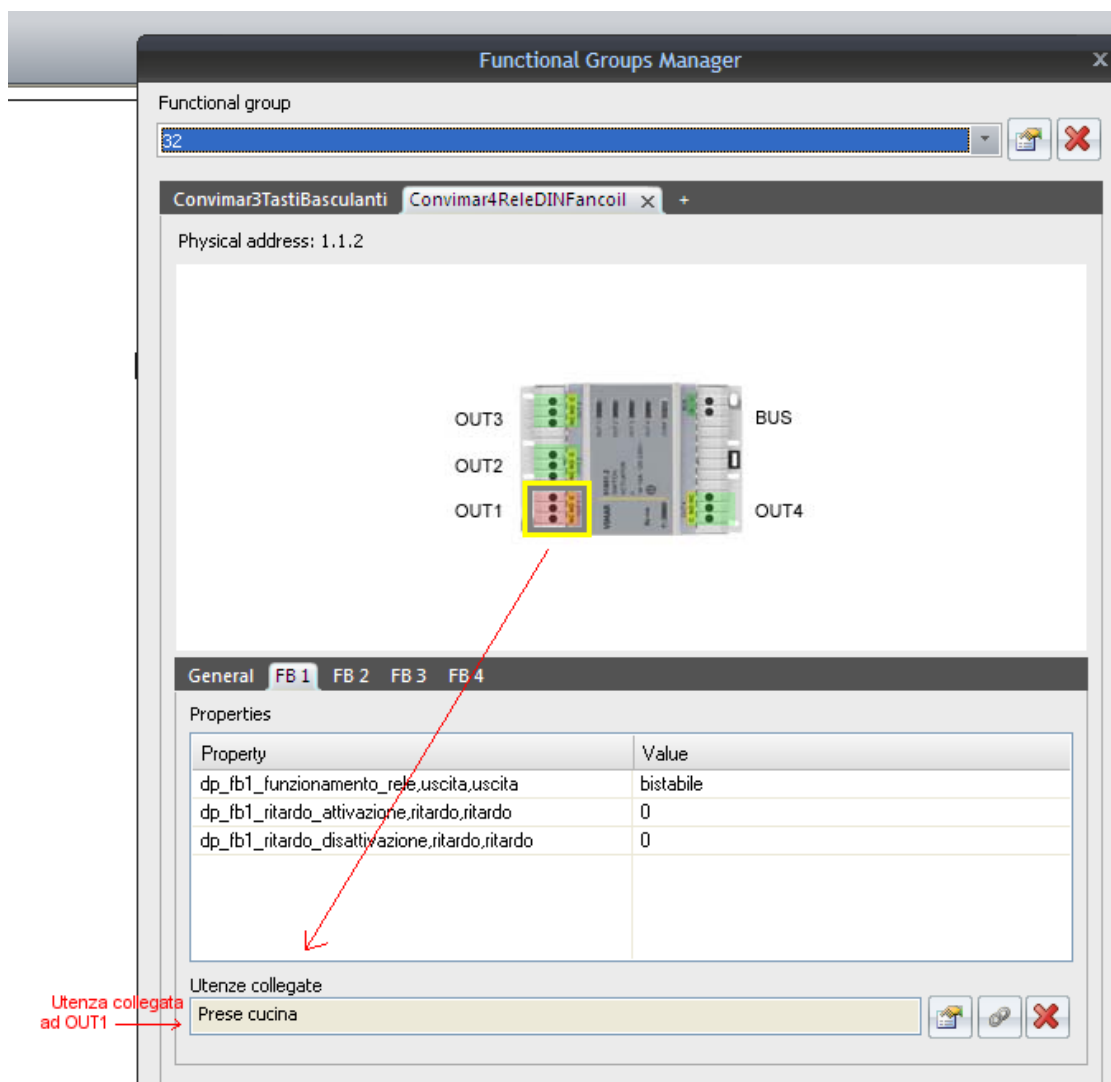 Functional Groups Manager x
Functional group
32
Convimar3TastiBasculanti Convimar4ReleDINFancoil x +
Physical address: 1.1.2
OUT3 BUS
OUT2
OUT1 OUT4
VIMAR
General FB 1 FB 2 FB 3 FB 4
Properties
Property Value
dp_fb1_funzionamento_rele,uscita,uscita bistabile
dp_fb1_ritardo_attivazione,ritardo,ritardo 0
dp_fb1_ritardo_disattivazione,ritardo,ritardo 0
Utenze collegate
Utenza collegata
ad OUT1
Prese cucina